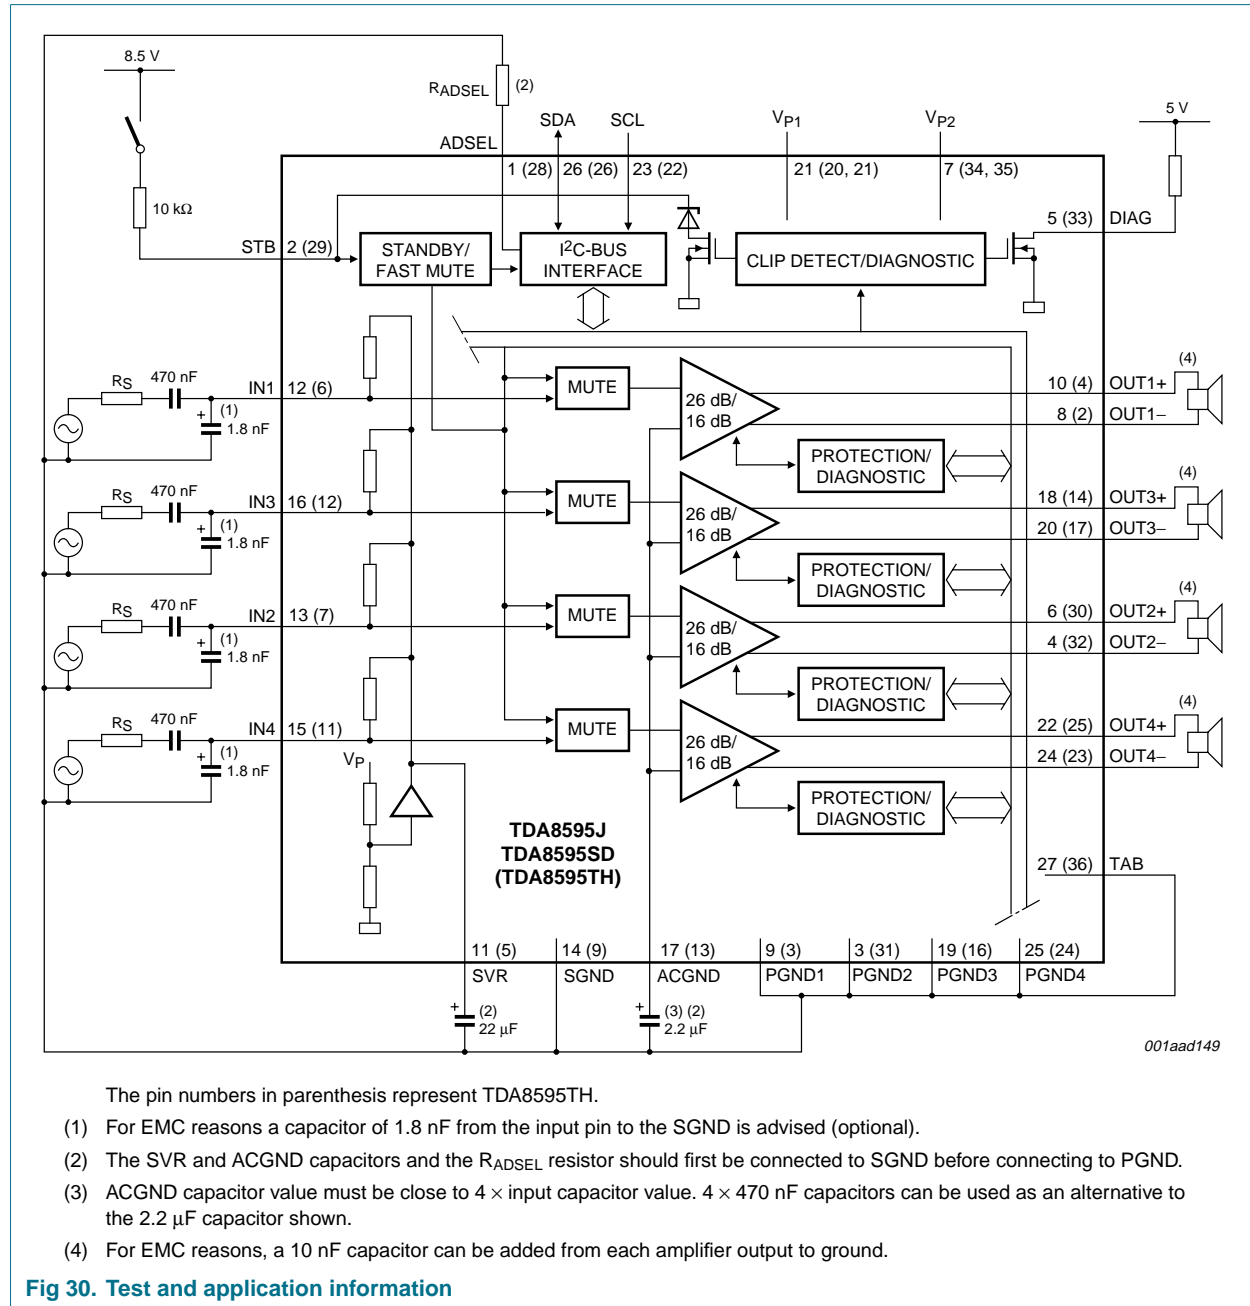 8.5 V
RADSEL
(2)
SDA
SCL
VP1
VP2
5 V
ADSEL
1 (28)
26 (26)
23 (22)
21 (20, 21)
7 (34, 35)
10 kΩ
5 (33)
DIAG
STB
2 (29)
STANDBY/
FAST MUTE
I²C-BUS
INTERFACE
CLIP DETECT/DIAGNOSTIC
RS
470 nF
IN1
12 (6)
+
(1)
1.8 nF
MUTE
26 dB/
16 dB
10 (4)
OUT1+
(4)
8 (2)
OUT1−
PROTECTION/
DIAGNOSTIC
RS
470 nF
IN3
16 (12)
+
(1)
1.8 nF
MUTE
26 dB/
16 dB
18 (14)
OUT3+
(4)
20 (17)
OUT3−
PROTECTION/
DIAGNOSTIC
RS
470 nF
IN2
13 (7)
+
(1)
1.8 nF
MUTE
26 dB/
16 dB
6 (30)
OUT2+
(4)
4 (32)
OUT2−
PROTECTION/
DIAGNOSTIC
RS
470 nF
IN4
15 (11)
+
(1)
1.8 nF
VP
MUTE
26 dB/
16 dB
22 (25)
OUT4+
(4)
24 (23)
OUT4−
PROTECTION/
DIAGNOSTIC
TDA8595J
TDA8595SD
(TDA8595TH)
27 (36)
TAB
11 (5)
14 (9)
17 (13)
9 (3)
3 (31)
19 (16)
25 (24)
SVR
SGND
ACGND
PGND1
PGND2
PGND3
PGND4
+
(2)
22 μF
+
(3) (2)
2.2 μF
001aad149
The pin numbers in parenthesis represent TDA8595TH.
(1) For EMC reasons a capacitor of 1.8 nF from the input pin to the SGND is advised (optional).
(2) The SVR and ACGND capacitors and the RADSEL resistor should first be connected to SGND before connecting to PGND.
(3) ACGND capacitor value must be close to 4 × input capacitor value. 4 × 470 nF capacitors can be used as an alternative to
the 2.2 μF capacitor shown.
(4) For EMC reasons, a 10 nF capacitor can be added from each amplifier output to ground.
Fig 30. Test and application information